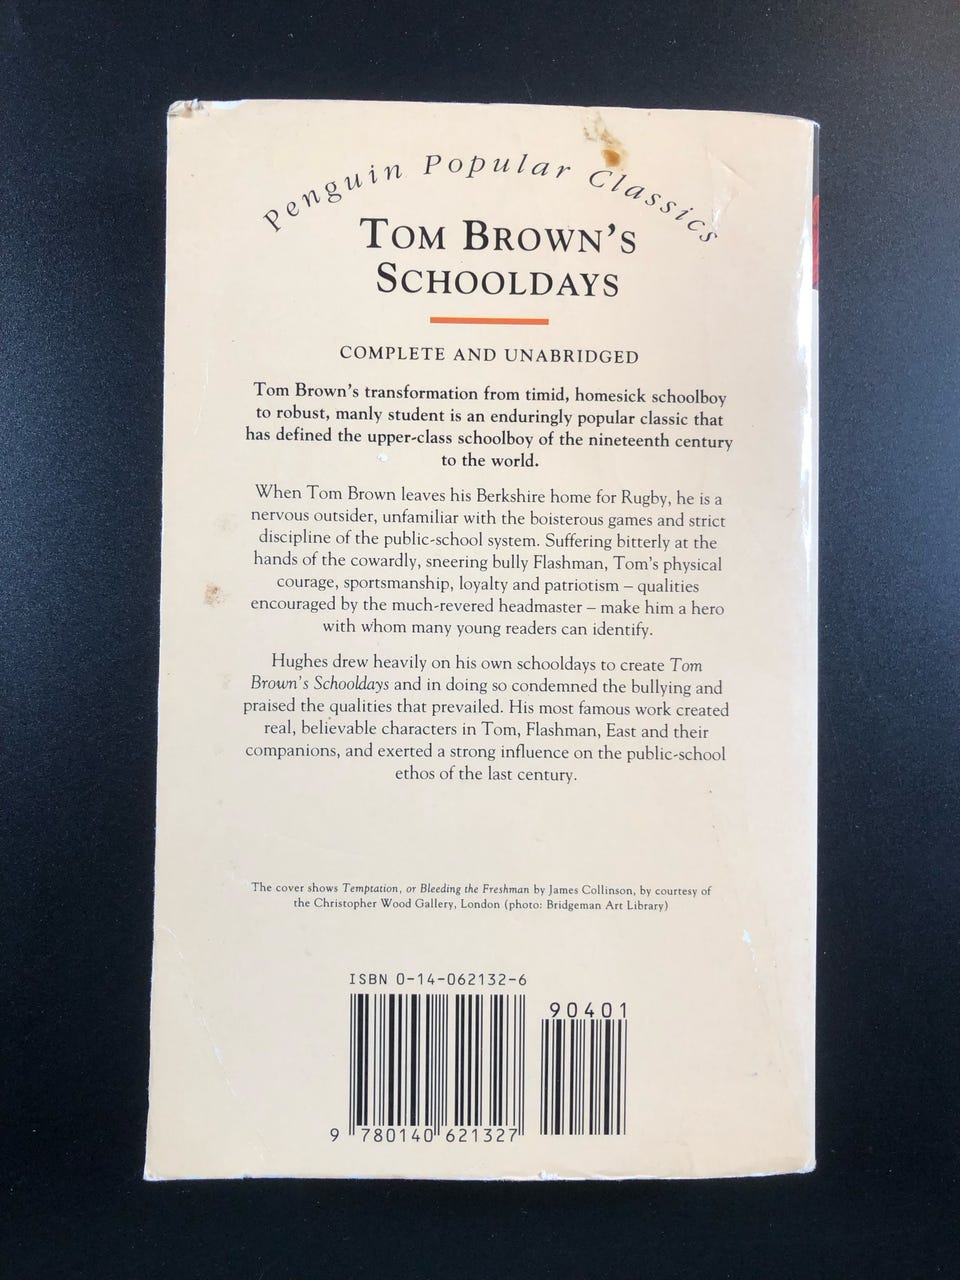 Penguin Popular Classics
TOM BROWN'S
SCHOOLDAYS
COMPLETE AND UNABRIDGED
Tom Brown's transformation from timid, homesick schoolboy
to robust, manly student is an enduringly popular classic that
has defined the upper-class schoolboy of the nineteenth century
to the world.
When Tom Brown leaves his Berkshire home for Rugby, he is a
nervous outsider, unfamiliar with the boisterous games and strict
discipline of the public-school system. Suffering bitterly at the
hands of the cowardly, sneering bully Flashman, Tom's physical
courage, sportsmanship, loyalty and patriotism – qualities
encouraged by the much-revered headmaster – make him a hero
with whom many young readers can identify.
Hughes drew heavily on his own schooldays to create Tom
Brown's Schooldays and in doing so condemned the bullying and
praised the qualities that prevailed. His most famous work created
real, believable characters in Tom, Flashman, East and their
companions, and exerted a strong influence on the public-school
ethos of the last century.
The cover shows Temptation, or Bleeding the Freshman by James Collinson, by courtesy of
the Christopher Wood Gallery, London (photo: Bridgeman Art Library)
ISBN 0-14-062132-6
90401
9 780140 621327